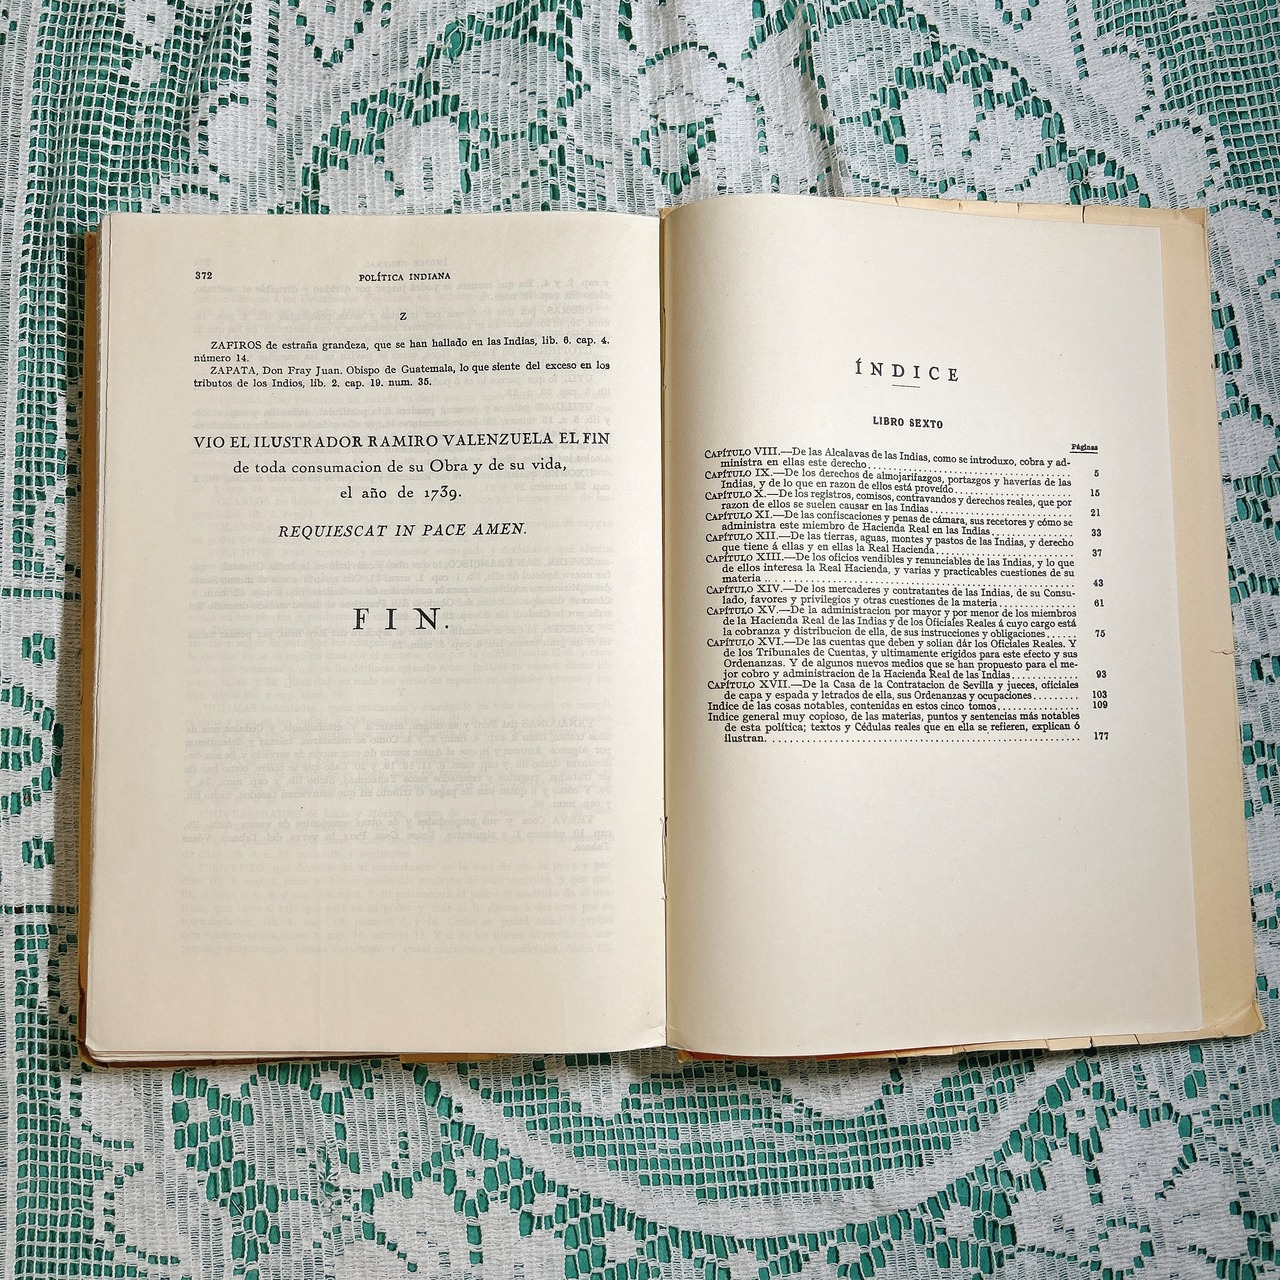 372
POLÍTICA INDIANA
Z
ZAFIROS de estraña grandeza, que se han hallado en las Indias, lib. 6. cap. 4.
número 14.
ZAPATA, Don Fray Juan. Obispo de Guatemala, lo que siente del exceso en los
tributos de los Indios, lib. 2. cap. 19. num. 35.
VIO EL ILUSTRADOR RAMIRO VALENZUELA EL FIN
de toda consumacion de su Obra y de su vida,
el año de 1739.
REQUIESCAT IN PACE AMEN.
FIN.
ÍNDICE
LIBRO SEXTO
Páginas
CAPÍTULO VIII.—De las Alcalavas de las Indias, como se introduxo, cobra y ad-
ministra en ellas este derecho........................................ 5
CAPÍTULO IX.—De los derechos de almojarifazgos, portazgos y haverías de las
Indias, y de lo que en razon de ellos está proveído.................... 15
CAPÍTULO X.—De los registros, comisos, contravandos y derechos reales, que por
razon de ellos se suelen causar en las Indias......................... 21
CAPÍTULO XI.—De las confiscaciones y penas de cámara, sus recetores y cómo se
administra este miembro de Hacienda Real en las Indias............... 33
CAPÍTULO XII.—De las tierras, aguas, montes y pastos de las Indias, y derecho
que tiene á ellas y en ellas la Real Hacienda........................ 37
CAPÍTULO XIII.—De los oficios vendibles y renunciables de las Indias, y lo que
de ellos interesa la Real Hacienda, y varias y practicables cuestiones de su
materia .. . ........................................................ 43
CAPÍTULO XIV.—De los mercaderes y contratantes de las Indias, de su Consu-
lado, favores y privilegios y otras cuestiones de la materia............. 61
CAPÍTULO XV.—De la administracion por mayor y por menor de los miembros
de la Hacienda Real de las Indias y de los Oficiales Reales á cuyo cargo está
la cobranza y distribucion de ella, de sus instrucciones y obligaciones...... 75
CAPÍTULO XVI.—De las cuentas que deben y solian dár los Oficiales Reales. Y
de los Tribunales de Cuentas, y ultimamente erigidos para este efecto y sus
Ordenanzas. Y de algunos nuevos medios que se han propuesto para el me-
jor cobro y administracion de la Hacienda Real de las Indias............ 93
CAPÍTULO XVII.—De la Casa de la Contratacion de Sevilla y jueces, oficiales
de capa y espada y letrados de ella, sus Ordenanzas y ocupaciones........ 103
Indice de las cosas notables, contenidas en estos cinco tomos.............. 109
Indice general muy copioso, de las materias, puntos y sentencias más notables
de esta política; textos y Cédulas reales que en ella se refieren, explican ó
ilustran. .......................................................... 177